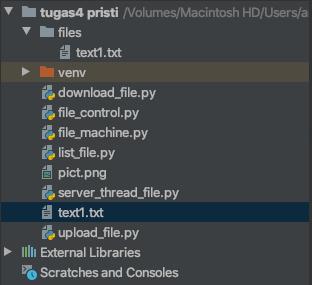 tugas4 pristi /Volumes/Macintosh HD/Users/a
files
text1.txt
venv
download_file.py
file_control.py
file_machine.py
list_file.py
pict.png
server_thread_file.py
text1.txt
upload_file.py
External Libraries
Scratches and Consoles